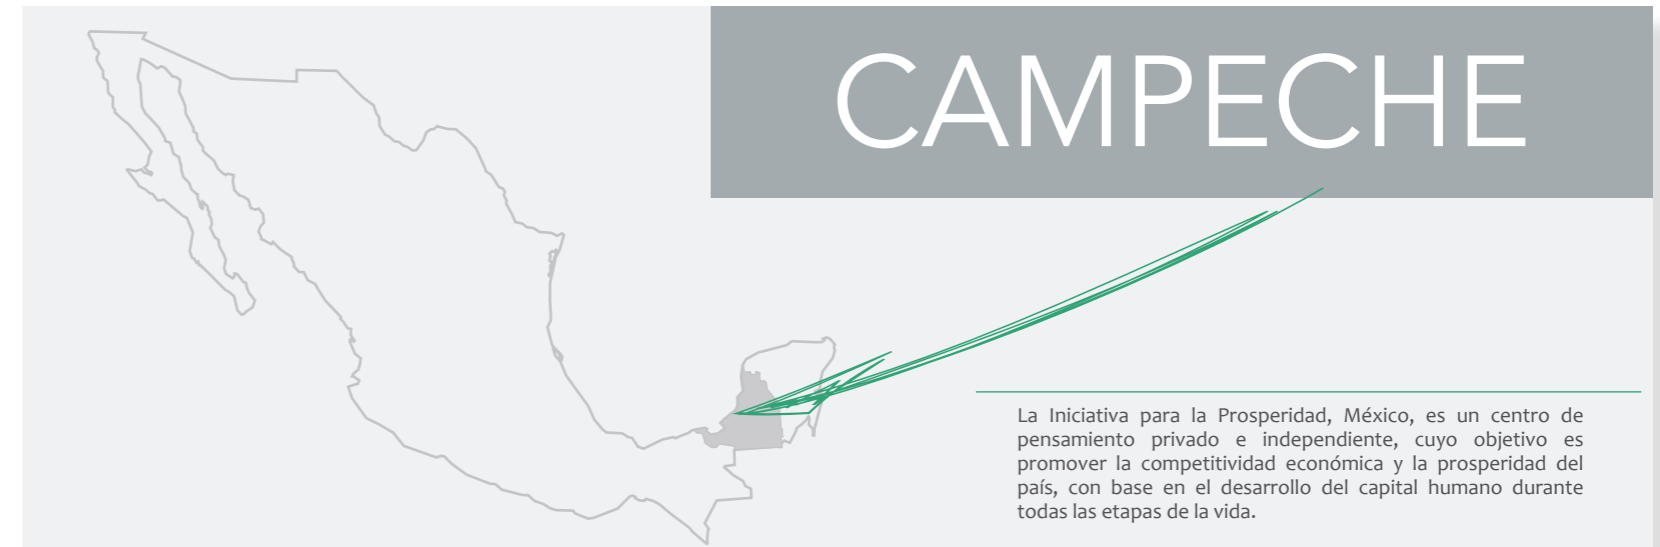 CAMPECHE
La Iniciativa para la Prosperidad, México, es un centro de
pensamiento privado e independiente, cuyo objetivo es
promover la competitividad económica y la prosperidad del
país, con base en el desarrollo del capital humano durante
todas las etapas de la vida.